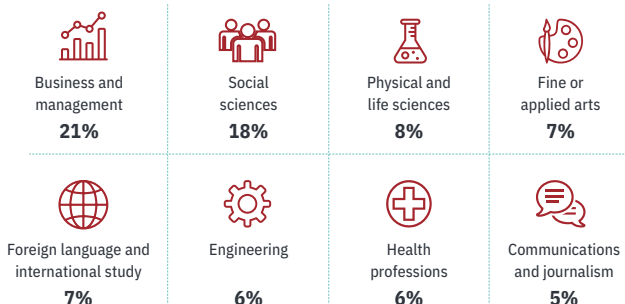 Business and
management
21%
Social
sciences
18%
Physical and
life sciences
8%
Fine or
applied arts
7%
Foreign language and
international study
7%
Engineering
6%
Health
professions
6%
Communications
and journalism
5%